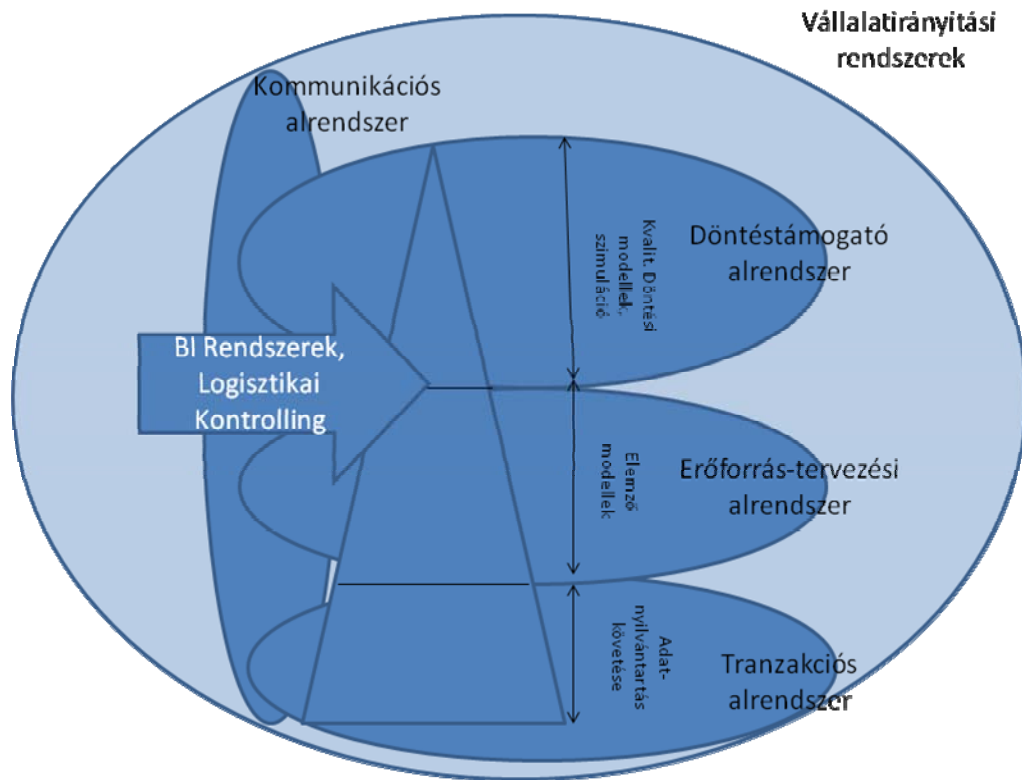 Vállalatirányítási
rendszerek
Kommunikációs
alrendszer
Kvalit. Döntési
modellek,
szimuláció
Döntéstámogató
alrendszer
BI Rendszerek,
Logisztikai
Kontrolling
Elemző
modellek
Erőforrás-tervezési
alrendszer
Adat-
nyilvántartás
követése
Tranzakciós
alrendszer